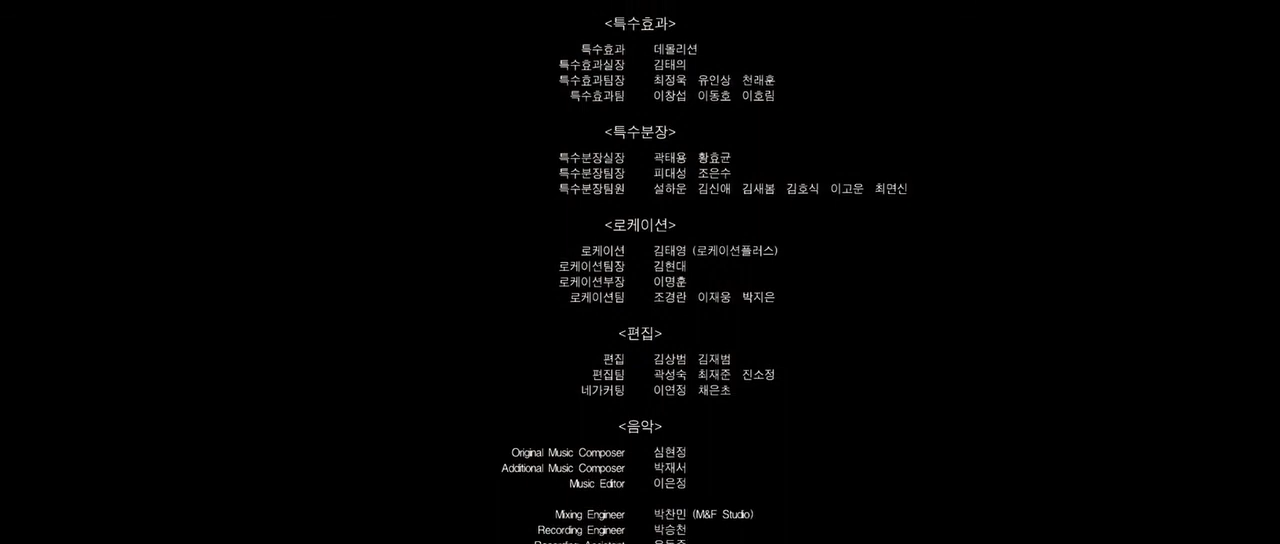 <특수효과>
특수효과 데몰리션
특수효과실장 김태의
특수효과팀장 최정욱 유인상 천래훈
특수효과팀 이창섭 이동호 이호림
<특수분장>
특수분장실장 곽태용 황효균
특수분장팀장 피대성 조은수
특수분장팀원 설하운 김신애 김새봄 김호식 이고운 최면신
<로케이션>
로케이션 김태영 (로케이션플러스)
로케이션팀장 김현대
로케이션부장 이명훈
로케이션팀 조경란 이재웅 박지은
<편집>
편집 김상범 김재범
편집팀 곽성숙 최재준 진소정
네가커팅 이연정 채은초
<음악>
Original Music Composer 심현정
Additional Music Composer 박재서
Music Editor 이은정
Mixing Engineer 박찬민 (M&F Studio)
Recording Engineer 박승천